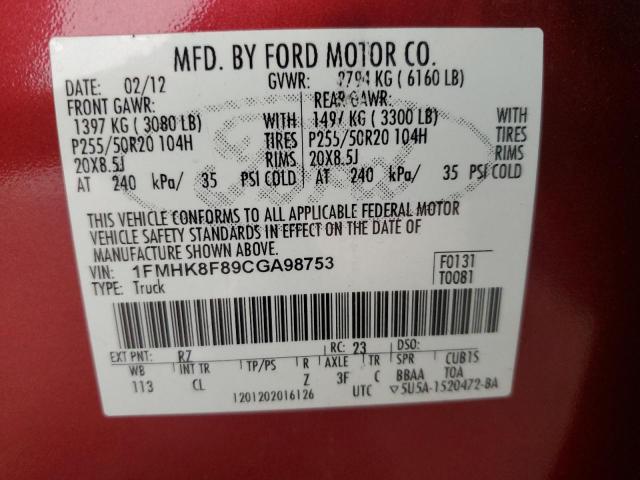 MFD. BY FORD MOTOR CO.
DATE: 02/12 GVWR: 2794 KG ( 6160 LB)
FRONT GAWR: REAR GAWR:
1397 KG ( 3080 LB) WITH 1497 KG ( 3300 LB) WITH
P255/50R20 104H TIRES P255/50R20 104H TIRES
20X8.5J RIMS 20X8.5J RIMS
AT 240 kPa/ 35 PSI COLD AT 240 kPa/ 35 PSI COLD
THIS VEHICLE CONFORMS TO ALL APPLICABLE FEDERAL MOTOR
VEHICLE SAFETY STANDARDS IN EFFECT ON THE DATE OF
MANUFACTURE SHOWN ABOVE.
VIN: 1FMHK8F89CGA98753 F0131
TYPE: Truck T0081
EXT PNT: RZ RC: 23 DSO:
WB INT TR TP/PS R AXLE TR SPR CUBTS
113 CL Z 3F C BBAA TOA
1201202016126 UTC ▽5U5A-1520472-BA